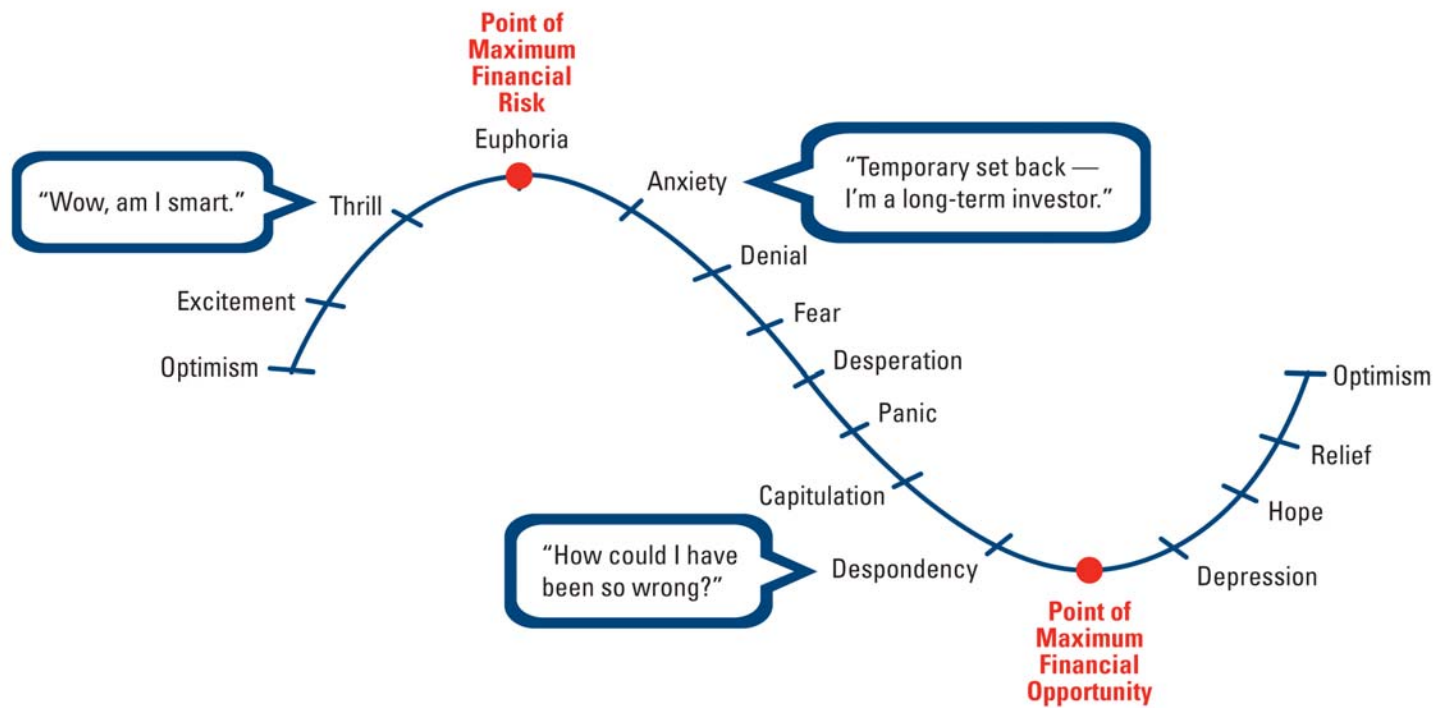 Point of
Maximum
Financial
Risk
Euphoria
“Wow, am I smart.”
Thrill
Anxiety
“Temporary set back —
I’m a long-term investor.”
Excitement
Denial
Optimism
Fear
Desperation
Optimism
Panic
Relief
Capitulation
Hope
“How could I have
been so wrong?”
Despondency
Depression
Point of
Maximum
Financial
Opportunity